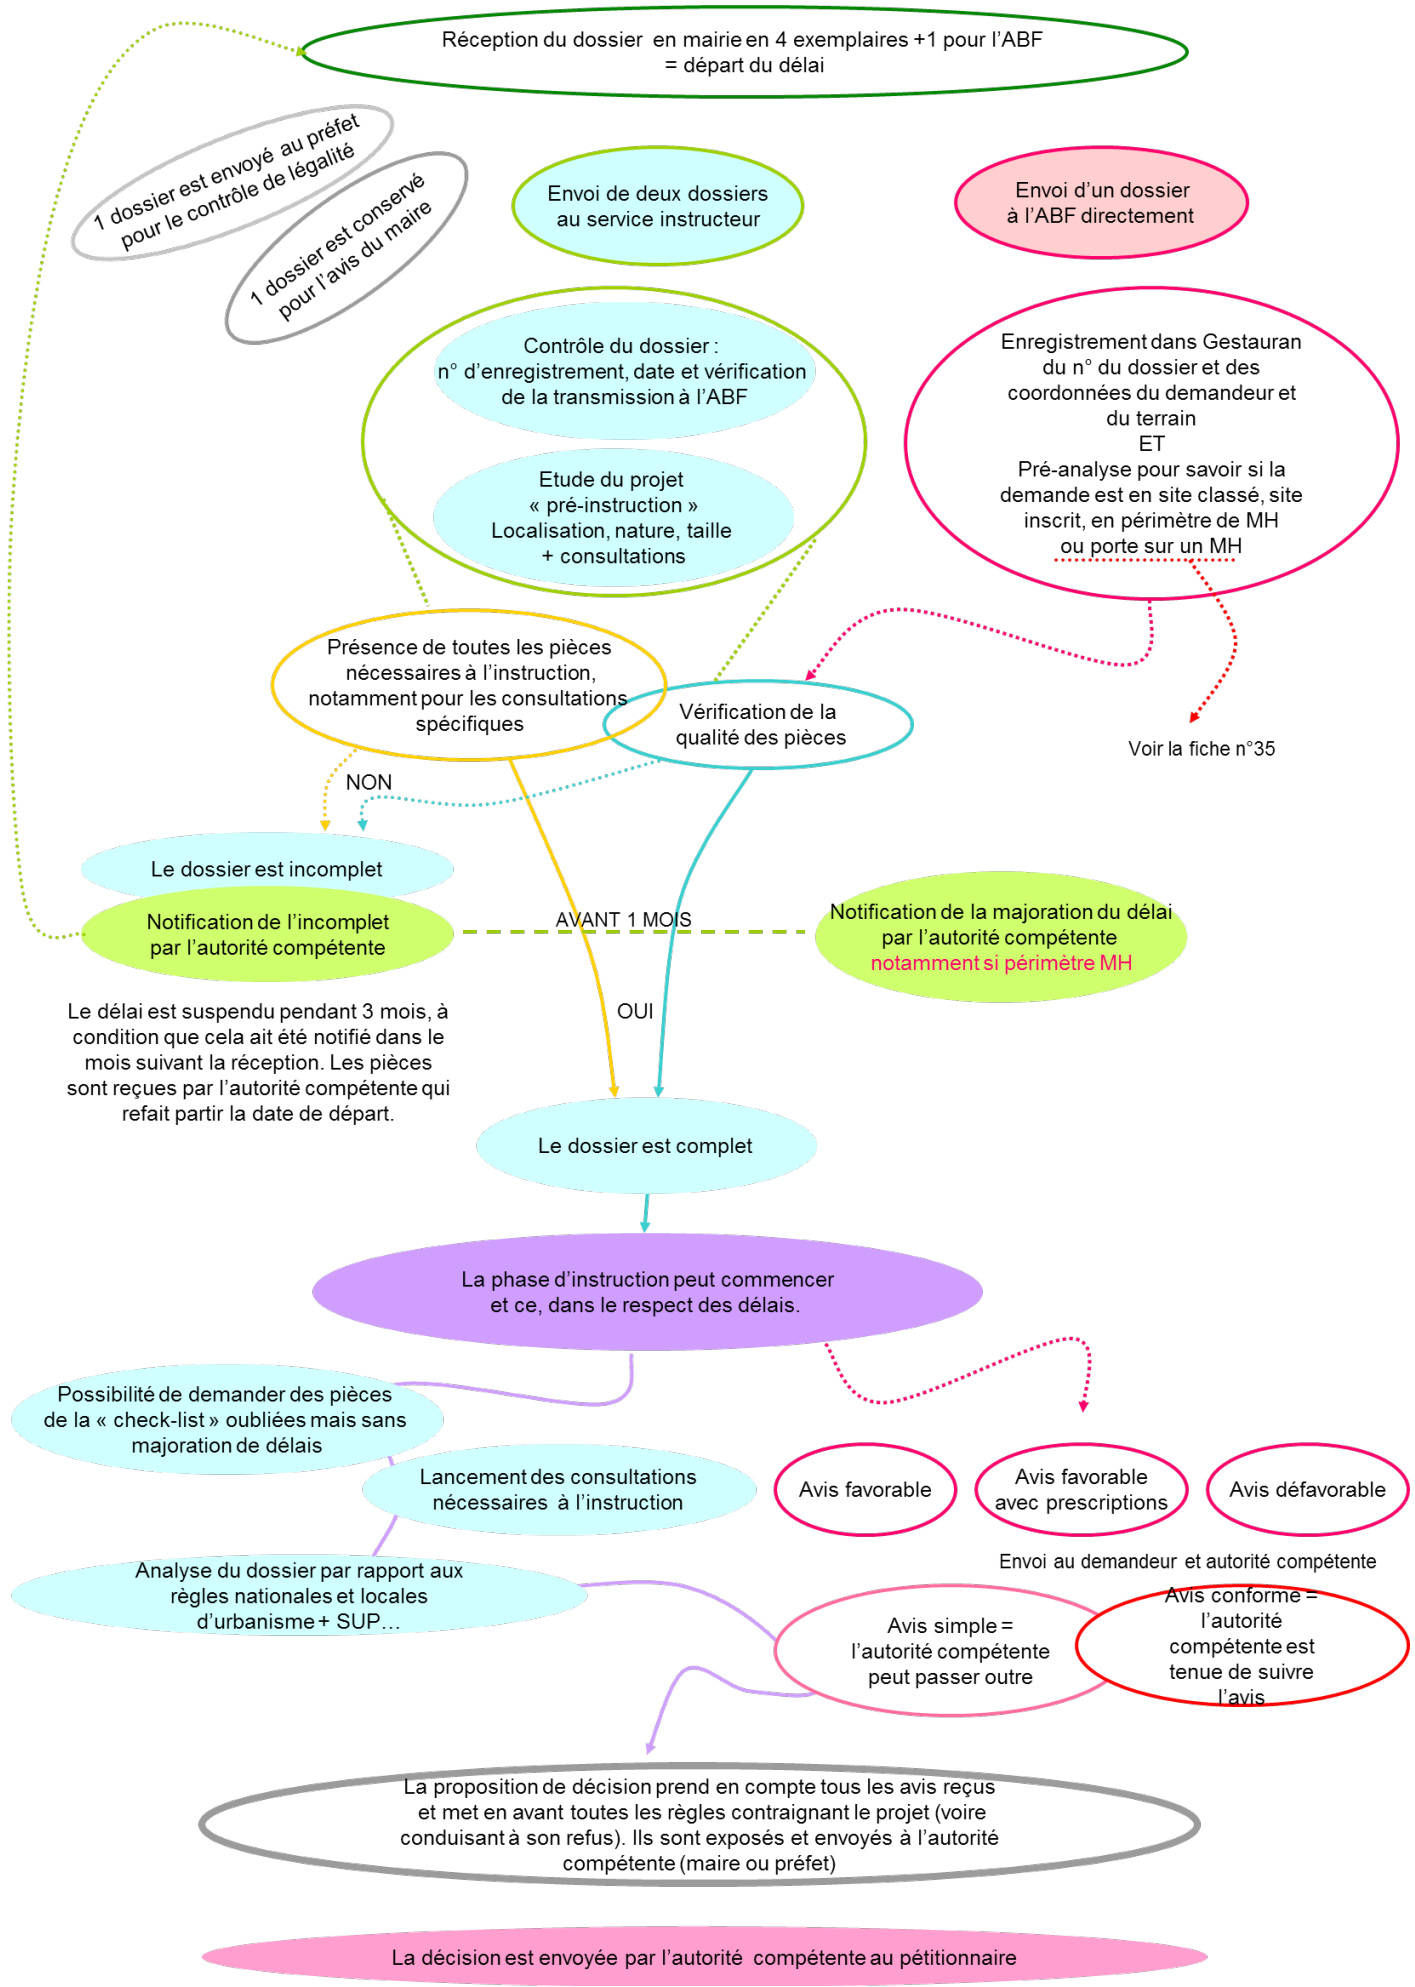 Réception du dossier en mairie en 4 exemplaires +1 pour l'ABF
= départ du délai
1 dossier est envoyé au préfet
pour le contrôle de légalité
1 dossier est conservé
pour l'avis du maire
Envoi de deux dossiers
au service instructeur
Envoi d'un dossier
à l'ABF directement
Contrôle du dossier :
n° d'enregistrement, date et vérification
de la transmission à l'ABF
Etude du projet
« pré-instruction »
Localisation, nature, taille
+ consultations
Enregistrement dans Gestauran
du n° du dossier et des
coordonnées du demandeur et
du terrain
ET
Pré-analyse pour savoir si la
demande est en site classé, site
inscrit, en périmètre de MH
ou porte sur un MH
Présence de toutes les pièces
nécessaires à l'instruction,
notamment pour les consultations
spécifiques
Vérification de la
qualité des pièces
Voir la fiche n°35
NON
Le dossier est incomplet
Notification de l'incomplet
par l'autorité compétente
AVANT 1 MOIS
Notification de la majoration du délai
par l'autorité compétente
notamment si périmètre MH
Le délai est suspendu pendant 3 mois, à
condition que cela ait été notifié dans le
mois suivant la réception. Les pièces
sont reçues par l'autorité compétente qui
refait partir la date de départ.
OUI
Le dossier est complet
La phase d'instruction peut commencer
et ce, dans le respect des délais.
Possibilité de demander des pièces
de la « check-list » oubliées mais sans
majoration de délais
Lancement des consultations
nécessaires à l'instruction
Avis favorable
Avis favorable
avec prescriptions
Avis défavorable
Envoi au demandeur et autorité compétente
Analyse du dossier par rapport aux
règles nationales et locales
d'urbanisme + SUP…
Avis simple =
l'autorité compétente
peut passer outre
Avis conforme =
l'autorité
compétente est
tenue de suivre
l'avis
La proposition de décision prend en compte tous les avis reçus
et met en avant toutes les règles contraignant le projet (voire
conduisant à son refus). Ils sont exposés et envoyés à l'autorité
compétente (maire ou préfet)
La décision est envoyée par l'autorité compétente au pétitionnaire